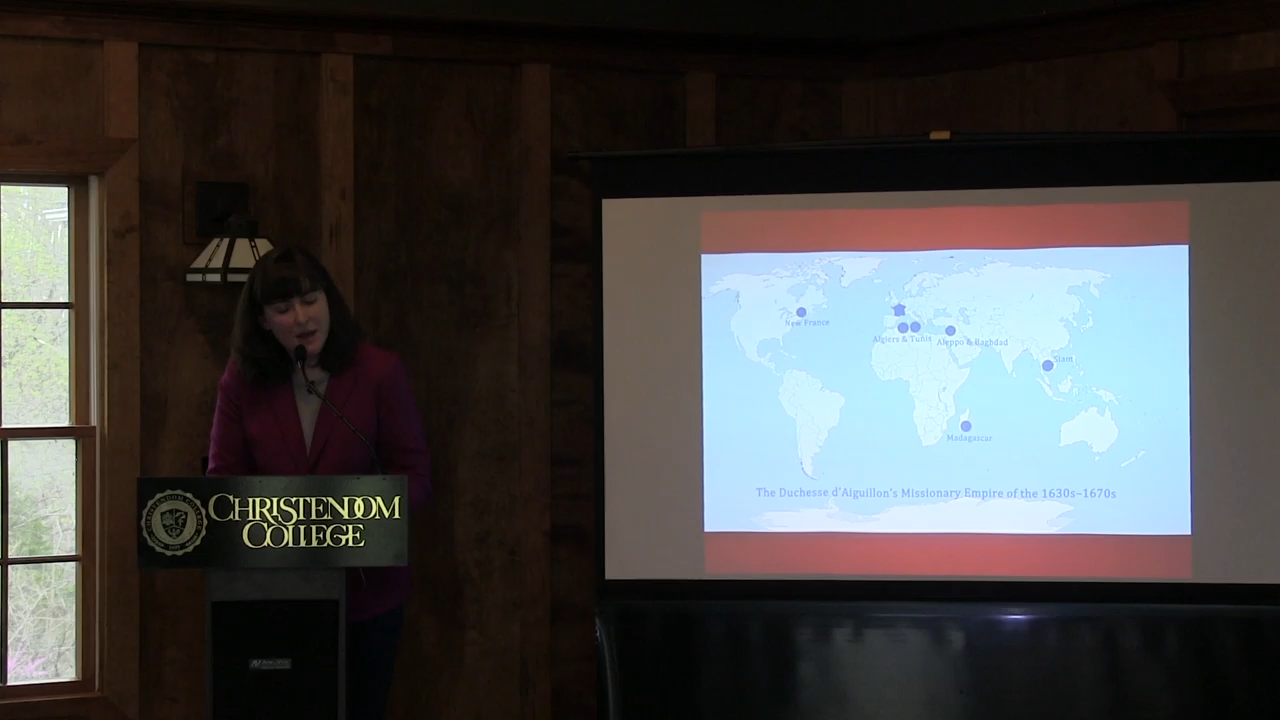 New France
Algiers & Tunis
Aleppo & Baghdad
Siam
Madagascar
The Duchesse d'Aiguillon's Missionary Empire of the 1630s–1670s
CHRISTENDOM
COLLEGE